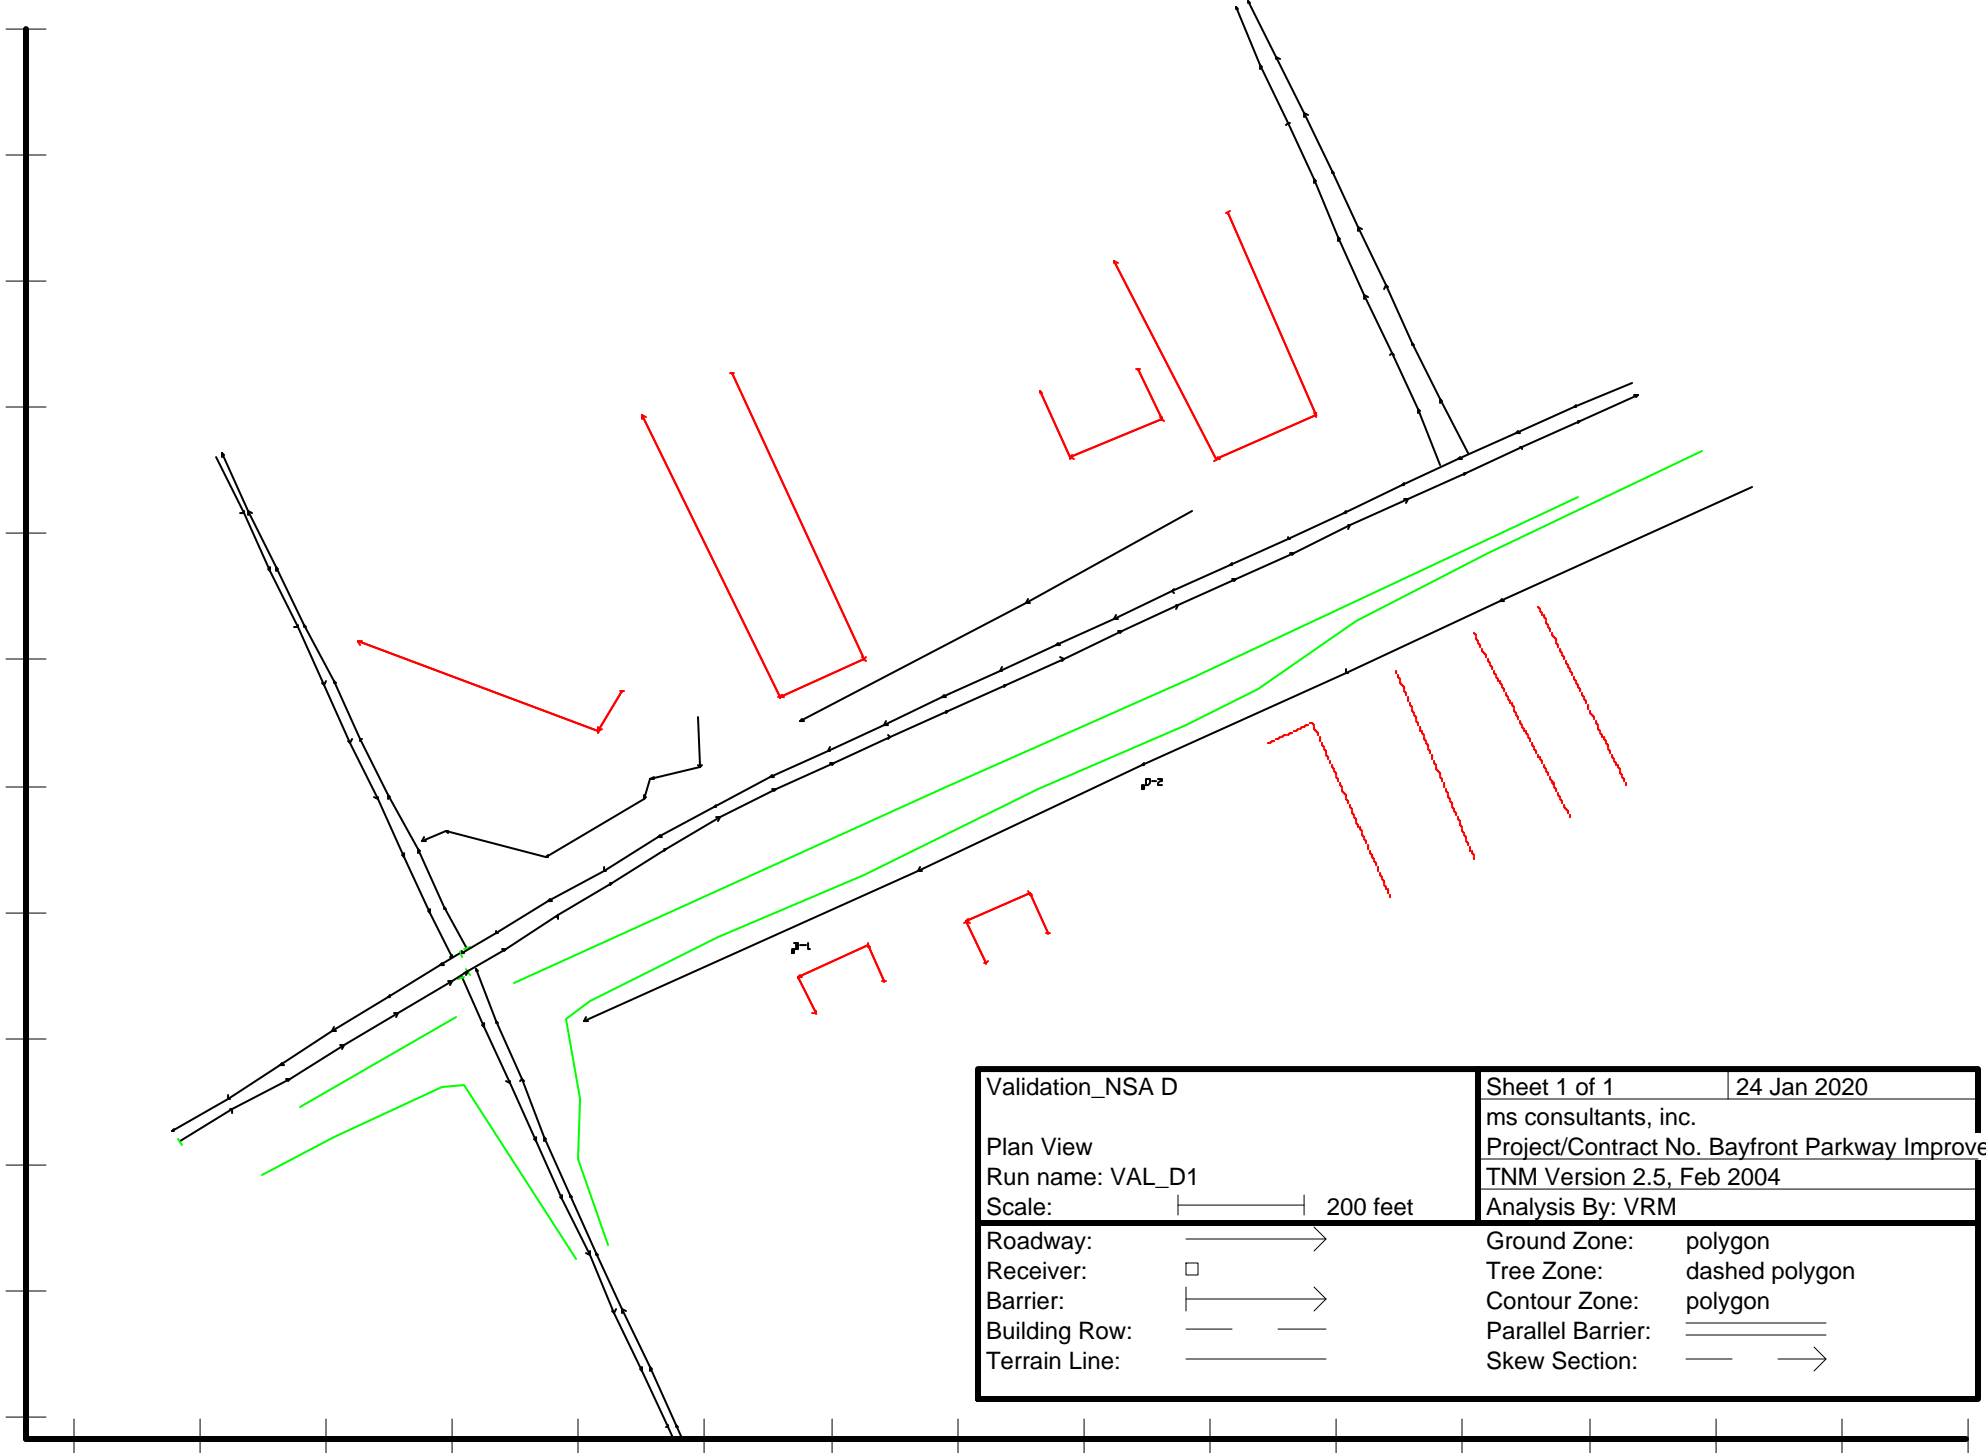 D-2
D-1
Validation_NSA D
Sheet 1 of 1
24 Jan 2020
ms consultants, inc.
Plan View
Project/Contract No. Bayfront Parkway Improve
Run name: VAL_D1
TNM Version 2.5, Feb 2004
Scale:
200 feet
Analysis By: VRM
Roadway:
Ground Zone:
polygon
Receiver:
Tree Zone:
dashed polygon
Barrier:
Contour Zone:
polygon
Building Row:
Parallel Barrier:
Terrain Line:
Skew Section: